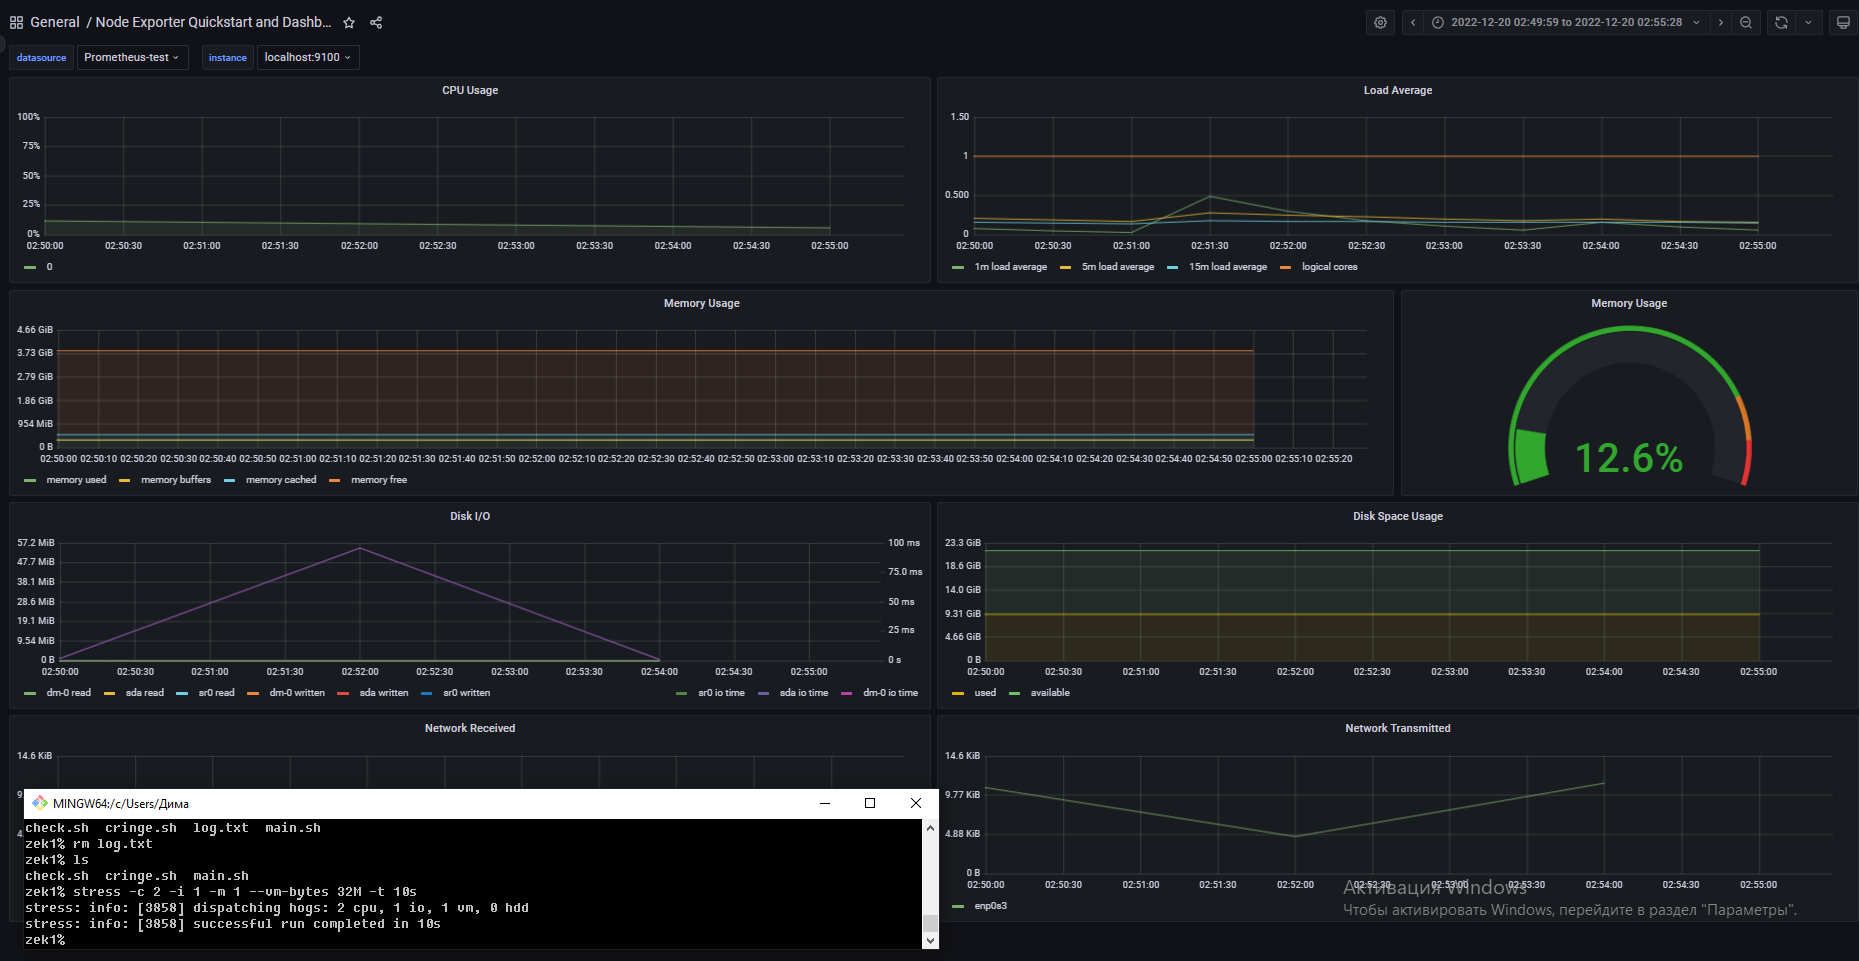 General / Node Exporter Quickstart and Dashb...
2022-12-20 02:49:59 to 2022-12-20 02:55:28
datasource Prometheus-test instance localhost:9100
CPU Usage
100%
75%
50%
25%
0%
02:50:00 02:50:30 02:51:00 02:51:30 02:52:00 02:52:30 02:53:00 02:53:30 02:54:00 02:54:30 02:55:00
0
Load Average
1.50
1
0.500
0
02:50:00 02:50:30 02:51:00 02:51:30 02:52:00 02:52:30 02:53:00 02:53:30 02:54:00 02:54:30 02:55:00
1m load average 5m load average 15m load average logical cores
Memory Usage
4.66 GiB
3.73 GiB
2.79 GiB
1.86 GiB
954 MiB
0 B
02:50:00 02:50:10 02:50:20 02:50:30 02:50:40 02:50:50 02:51:00 02:51:10 02:51:20 02:51:30 02:51:40 02:51:50 02:52:00 02:52:10 02:52:20 02:52:30 02:52:40 02:52:50 02:53:00 02:53:10 02:53:20 02:53:30 02:53:40 02:53:50 02:54:00 02:54:10 02:54:20 02:54:30 02:54:40 02:54:50 02:55:00 02:55:10 02:55:20
memory used memory buffers memory cached memory free
Memory Usage
12.6%
Disk I/O
57.2 MiB
47.7 MiB
38.1 MiB
28.6 MiB
19.1 MiB
9.54 MiB
0 B
100 ms
75.0 ms
50 ms
25 ms
0 s
02:50:00 02:50:30 02:51:00 02:51:30 02:52:00 02:52:30 02:53:00 02:53:30 02:54:00 02:54:30 02:55:00
dm-0 read sda read sr0 read dm-0 written sda written sr0 written sr0 io time sda io time dm-0 io time
Disk Space Usage
23.3 GiB
18.6 GiB
14.0 GiB
9.31 GiB
4.66 GiB
0 B
02:50:00 02:50:30 02:51:00 02:51:30 02:52:00 02:52:30 02:53:00 02:53:30 02:54:00 02:54:30 02:55:00
used available
Network Received
14.6 KiB
9.
4.
Network Transmitted
14.6 KiB
9.77 KiB
4.88 KiB
0 B
02:50:00 02:50:30 02:51:00 02:51:30 02:52:00 02:52:30 02:53:00 02:53:30 02:54:00 02:54:30 02:55:00
enp0s3
MINGW64:/c/Users/Дима
check.sh cringe.sh log.txt main.sh
zek1% rm log.txt
zek1% ls
check.sh cringe.sh main.sh
zek1% stress -c 2 -i 1 -m 1 --vm-bytes 32M -t 10s
stress: info: [3858] dispatching hogs: 2 cpu, 1 io, 1 vm, 0 hdd
stress: info: [3858] successful run completed in 10s
zek1%
Активация Windows
Чтобы активировать Windows, перейдите в раздел "Параметры".